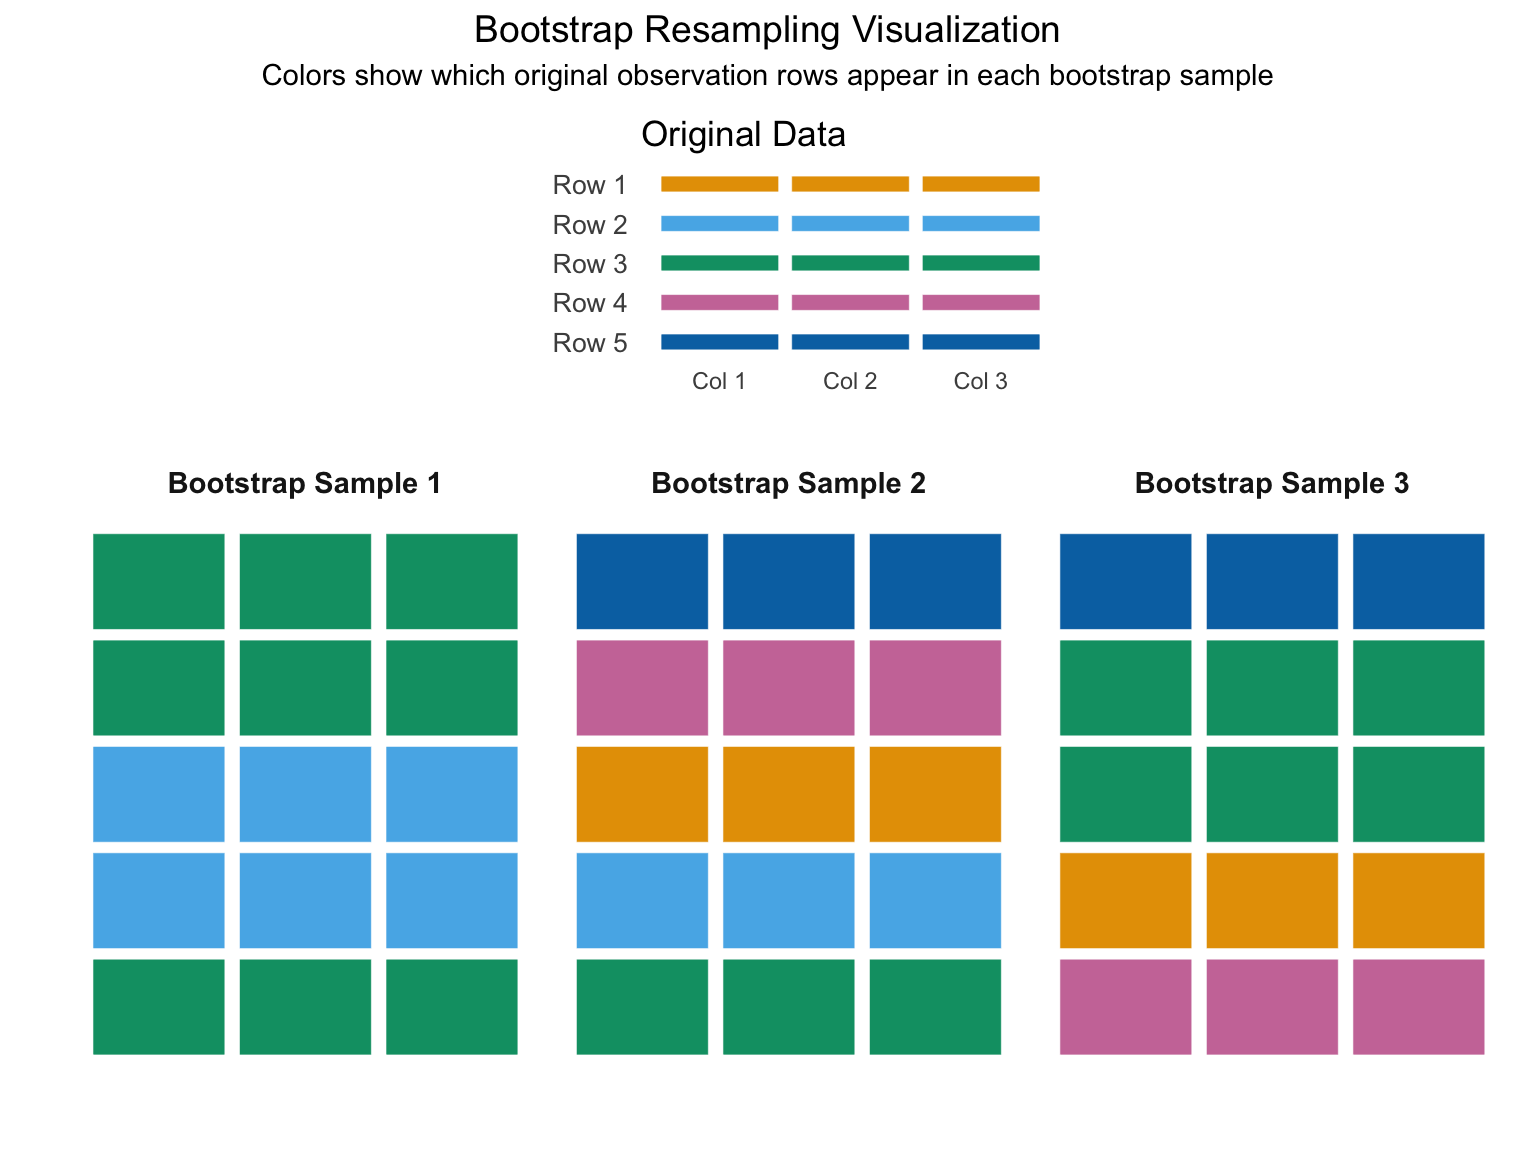 Bootstrap Resampling Visualization
Colors show which original observation rows appear in each bootstrap sample
Original Data
Row 1
Row 2
Row 3
Row 4
Row 5
Col 1 Col 2 Col 3
Bootstrap Sample 1 Bootstrap Sample 2 Bootstrap Sample 3